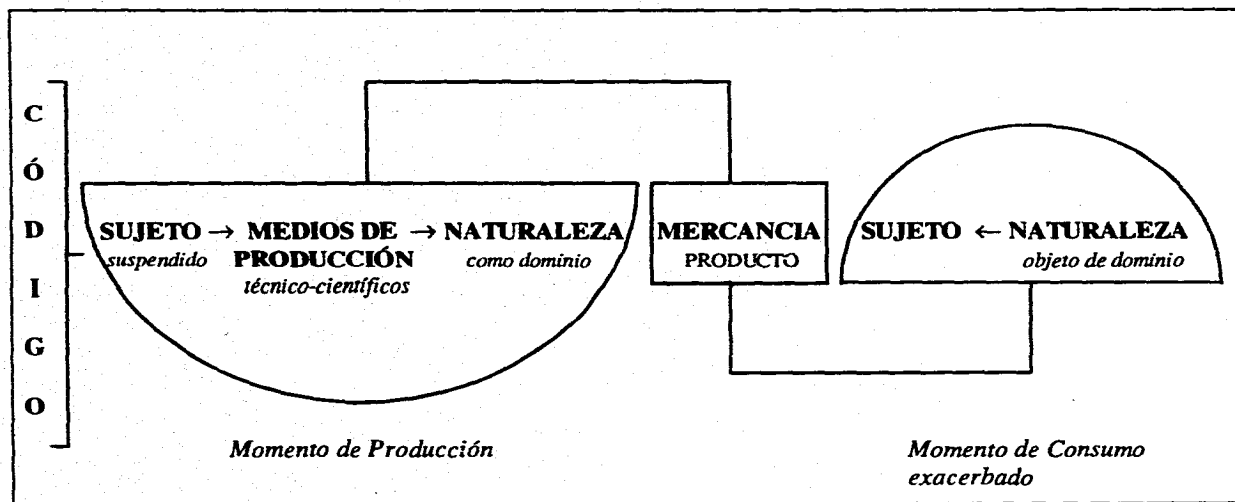 CÓDIGO
SUJETO → MEDIOS DE → NATURALEZA
suspendido PRODUCCIÓN como dominio
técnico-científicos
MERCANCIA
PRODUCTO
SUJETO ← NATURALEZA
objeto de dominio
Momento de Producción
Momento de Consumo
exacerbado